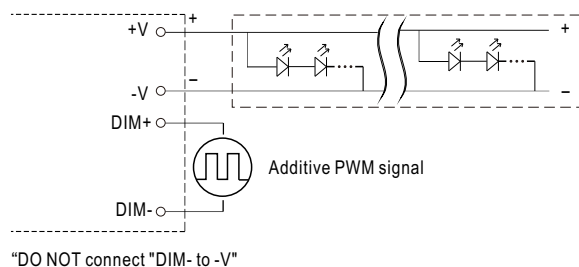 +V + +
-V – –
DIM+
Additive PWM signal
DIM-
“DO NOT connect "DIM- to -V"